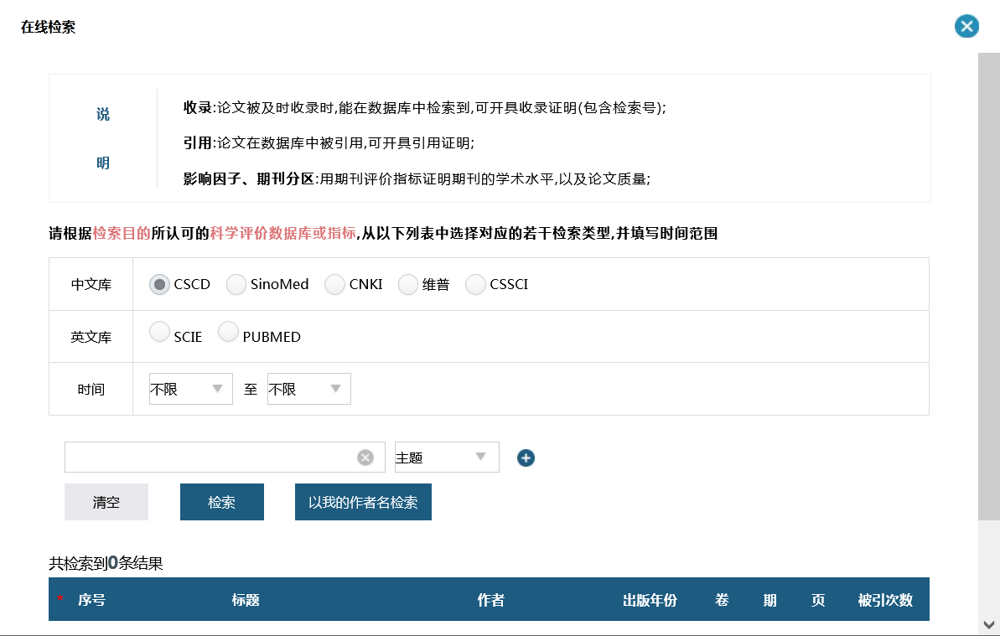 在线检索
说
明
收录:论文被及时收录时,能在数据库中检索到,可开具收录证明(包含检索号);
引用:论文在数据库中被引用,可开具引用证明;
影响因子、期刊分区:用期刊评价指标证明期刊的学术水平,以及论文质量;
请根据检索目的所认可的科学评价数据库或指标,从以下列表中选择对应的若干检索类型,并填写时间范围
中文库 CSCD SinoMed CNKI 维普 CSSCI
英文库 SCIE PUBMED
时间 不限 至 不限
主题
清空 检索 以我的作者名检索
共检索到0条结果
* 序号 标题 作者 出版年份 卷 期 页 被引次数